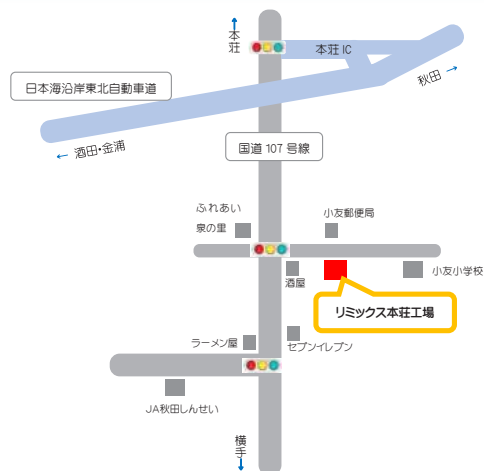 本荘
本荘 IC
日本海沿岸東北自動車道
秋田 →
← 酒田・金浦
国道 107 号線
ふれあい
泉の里
小友郵便局
酒屋
小友小学校
リミックス本荘工場
ラーメン屋
セブンイレブン
JA秋田しんせい
横手